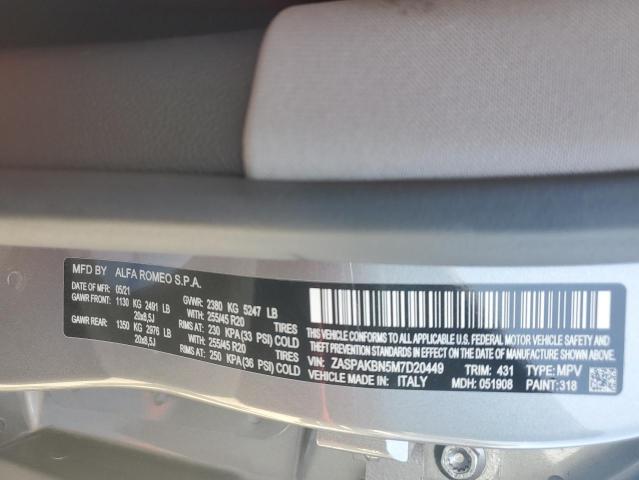 MFD BY ALFA ROMEO S.P.A.
DATE OF MFR: 05/21 GVWR: 2380 KG 5247 LB
GAWR FRONT: 1130 KG 2491 LB WITH: 255/45 R20 TIRES
20x8,5J RIMS AT: 230 KPA(33 PSI) COLD
GAWR REAR: 1350 KG 2976 LB WITH: 255/45 R20 TIRES
20x8,5J RIMS AT: 250 KPA(36 PSI) COLD
THIS VEHICLE CONFORMS TO ALL APPLICABLE U.S. FEDERAL MOTOR VEHICLE SAFETY AND
THEFT PREVENTION STANDARDS IN EFFECT ON THE DATE OF MANUFACTURE SHOWN ABOVE.
VIN: ZASPAKBN5M7D20449 TRIM: 431 TYPE: MPV
VEHICLE MADE IN: ITALY MDH: 051908 PAINT: 318